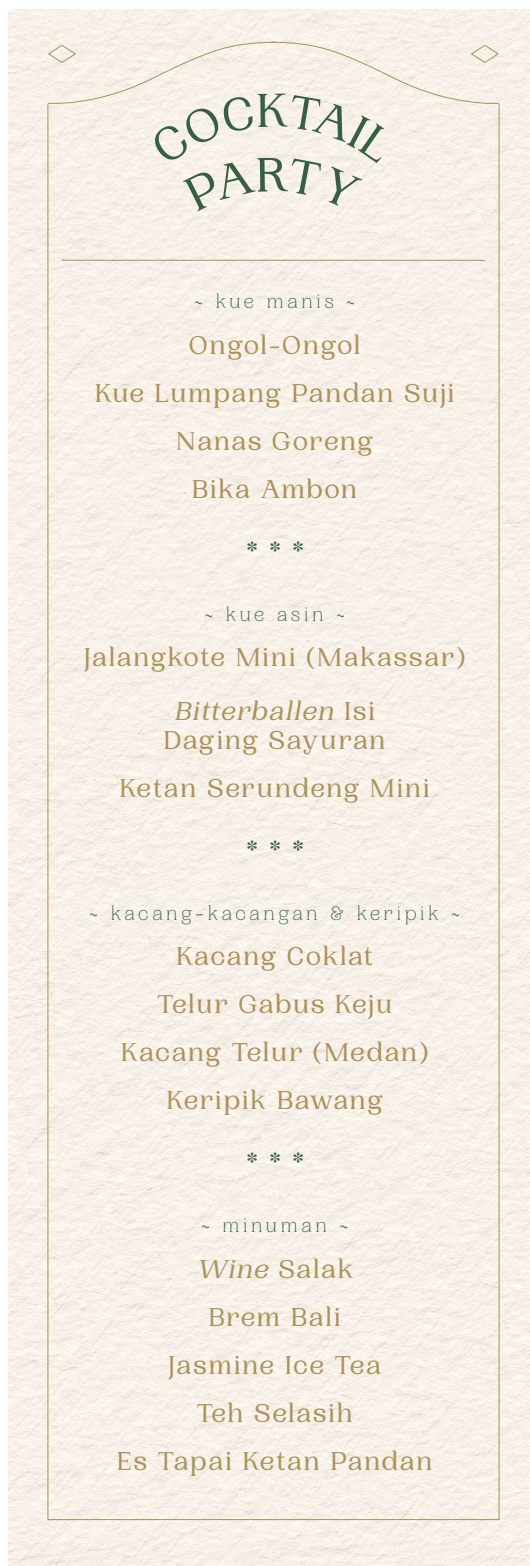 COCKTAIL
PARTY
~ kue manis ~
Ongol-Ongol
Kue Lumpang Pandan Suji
Nanas Goreng
Bika Ambon
* * *
~ kue asin ~
Jalangkote Mini (Makassar)
Bitterballen Isi
Daging Sayuran
Ketan Serundeng Mini
* * *
~ kacang-kacangan & keripik ~
Kacang Coklat
Telur Gabus Keju
Kacang Telur (Medan)
Keripik Bawang
* * *
~ minuman ~
Wine Salak
Brem Bali
Jasmine Ice Tea
Teh Selasih
Es Tapai Ketan Pandan